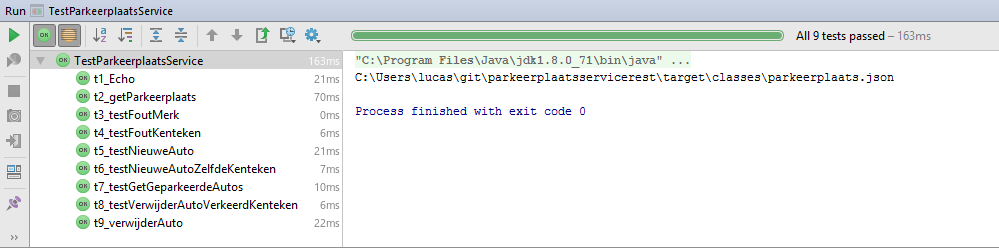 Run TestParkeerplaatsService
All 9 tests passed – 163ms
TestParkeerplaatsService 163ms
t1_Echo 21ms
t2_getParkeerplaats 70ms
t3_testFoutMerk 0ms
t4_testFoutKenteken 6ms
t5_testNieuweAuto 21ms
t6_testNieuweAutoZelfdeKenteken 7ms
t7_testGetGeparkeerdeAutos 10ms
t8_testVerwijderAutoVerkeerdKenteken 6ms
t9_verwijderAuto 22ms
"C:\Program Files\Java\jdk1.8.0_71\bin\java" ...
C:\Users\lucas\git\parkeerplaatsservicerest\target\classes\parkeerplaats.json
Process finished with exit code 0